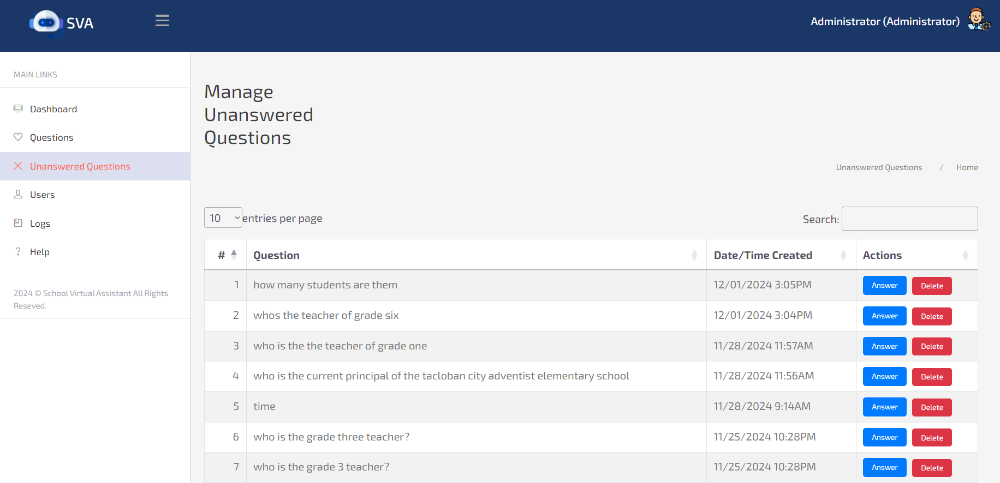 SVA
Administrator (Administrator)
MAIN LINKS
Dashboard
Questions
Unanswered Questions
Users
Logs
Help
2024 © School Virtual Assistant All Rights
Reseved.
Manage
Unanswered
Questions
Unanswered Questions / Home
10 entries per page
Search:
# Question Date/Time Created Actions
1 how many students are them 12/01/2024 3:05PM Answer Delete
2 whos the teacher of grade six 12/01/2024 3:04PM Answer Delete
3 who is the the teacher of grade one 11/28/2024 11:57AM Answer Delete
4 who is the current principal of the tacloban city adventist elementary school 11/28/2024 11:56AM Answer Delete
5 time 11/28/2024 9:14AM Answer Delete
6 who is the grade three teacher? 11/25/2024 10:28PM Answer Delete
7 who is the grade 3 teacher? 11/25/2024 10:28PM Answer Delete